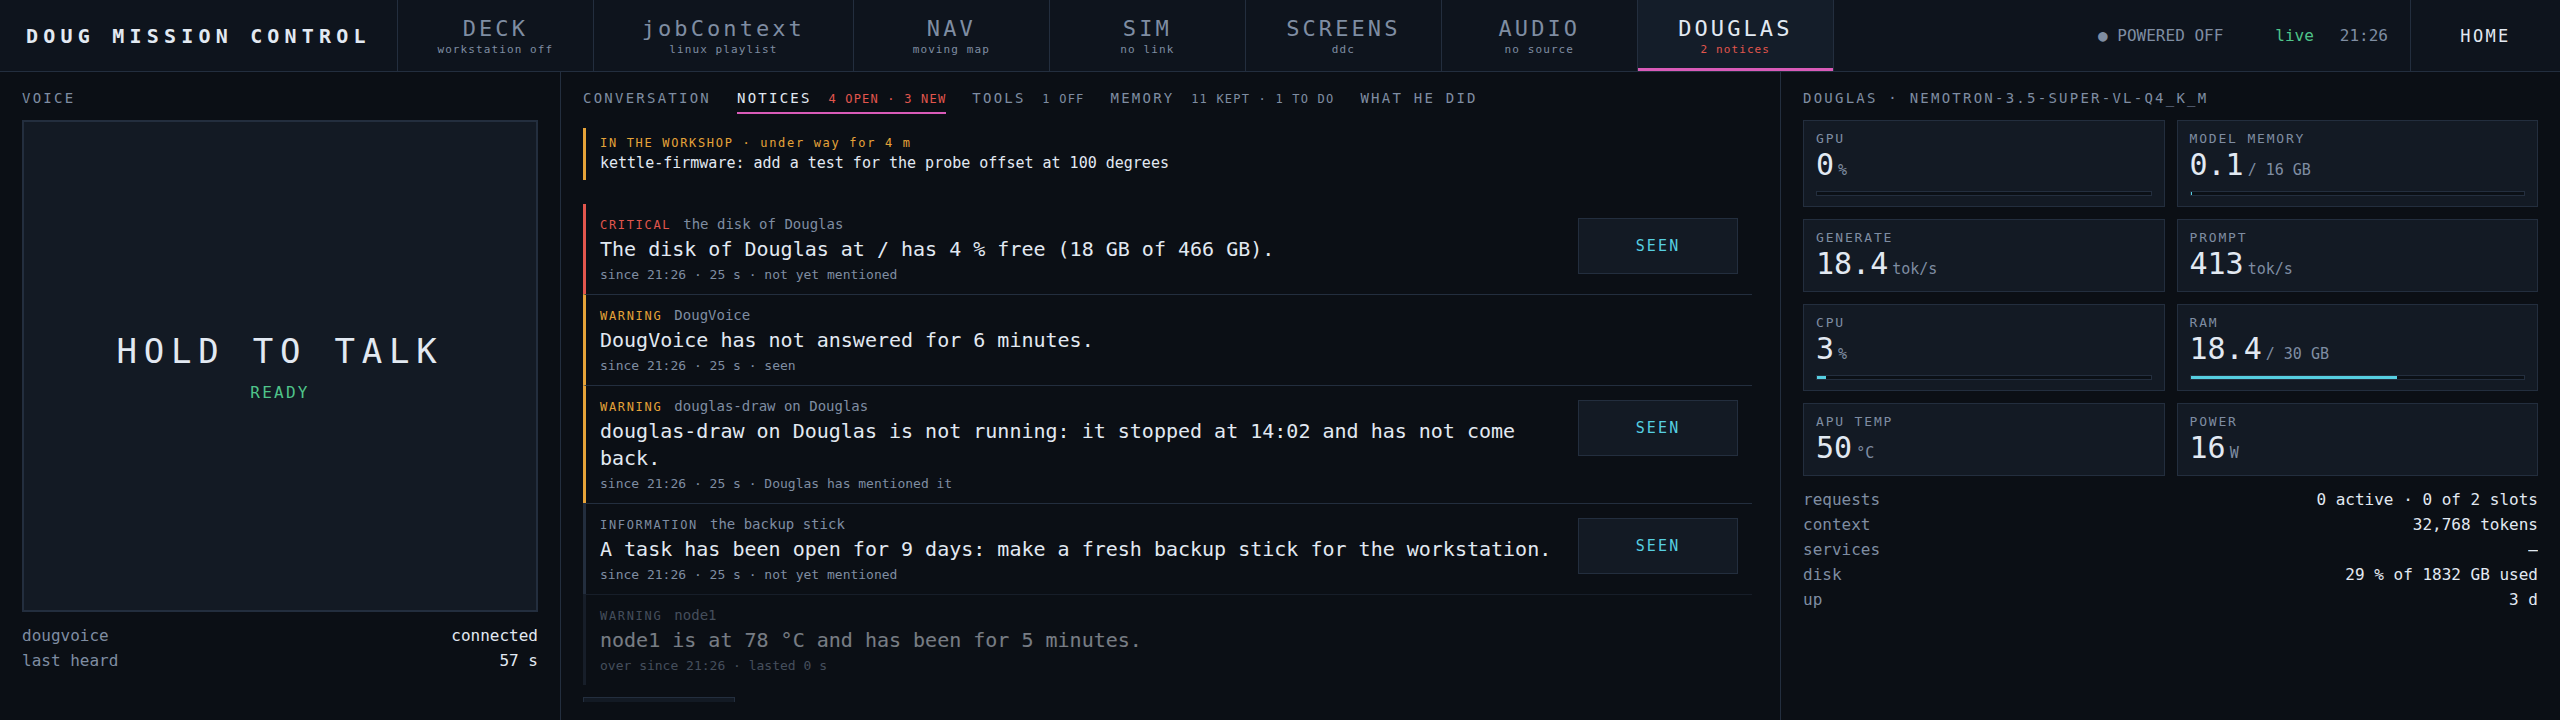 DOUG MISSION CONTROL
DECK
workstation off
jobContext
linux playlist
NAV
moving map
SIM
no link
SCREENS
ddc
AUDIO
no source
DOUGLAS
2 notices
● POWERED OFF
live
21:26
HOME
VOICE
HOLD TO TALK
READY
dougvoice connected
last heard 57 s
CONVERSATION
NOTICES 4 OPEN · 3 NEW
TOOLS 1 OFF
MEMORY 11 KEPT · 1 TO DO
WHAT HE DID
IN THE WORKSHOP · under way for 4 m
kettle-firmware: add a test for the probe offset at 100 degrees
CRITICAL the disk of Douglas
The disk of Douglas at / has 4 % free (18 GB of 466 GB).
since 21:26 · 25 s · not yet mentioned
SEEN
WARNING DougVoice
DougVoice has not answered for 6 minutes.
since 21:26 · 25 s · seen
WARNING douglas-draw on Douglas
douglas-draw on Douglas is not running: it stopped at 14:02 and has not come
back.
since 21:26 · 25 s · Douglas has mentioned it
SEEN
INFORMATION the backup stick
A task has been open for 9 days: make a fresh backup stick for the workstation.
since 21:26 · 25 s · not yet mentioned
SEEN
WARNING node1
node1 is at 78 °C and has been for 5 minutes.
over since 21:26 · lasted 0 s
DOUGLAS · NEMOTRON-3.5-SUPER-VL-Q4_K_M
GPU
0 %
MODEL MEMORY
0.1 / 16 GB
GENERATE
18.4 tok/s
PROMPT
413 tok/s
CPU
3 %
RAM
18.4 / 30 GB
APU TEMP
50 °C
POWER
16 W
requests 0 active · 0 of 2 slots
context 32,768 tokens
services —
disk 29 % of 1832 GB used
up 3 d